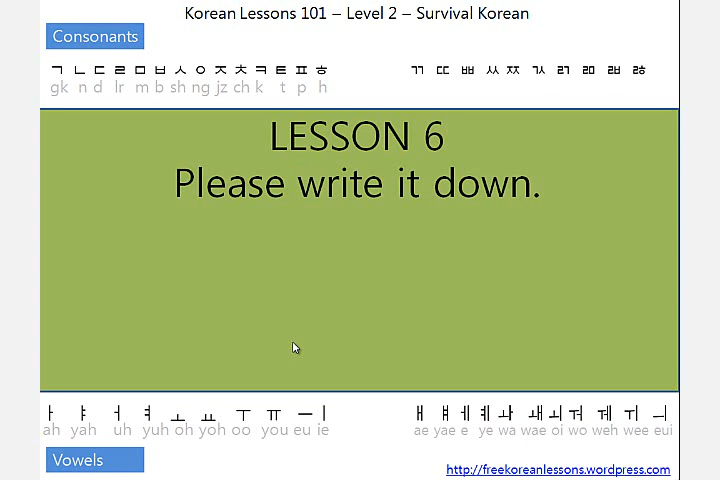 Korean Lessons 101 – Level 2 – Survival Korean
Consonants
ㄱ ㄴ ㄷ ㄹ ㅁ ㅂ ㅅ ㅇ ㅈ ㅊ ㅋ ㅌ ㅍ ㅎ ㄲ ㄸ ㅃ ㅆ ㅉ ㄳ ㄺ ㄻ ㄼ ㅀ
gk n d lr m b sh ng jz ch k t p h
LESSON 6
Please write it down.
ㅏ ㅑ ㅓ ㅕ ㅗ ㅛ ㅜ ㅠ ㅡ ㅣ ㅐ ㅒ ㅔ ㅖ ㅘ ㅙ ㅚ ㅝ ㅞ ㅟ ㅢ
ah yah uh yuh oh yoh oo you eu ie ae yae e ye wa wae oi wo weh wee eui
Vowels
http://freekoreanlessons.wordpress.com